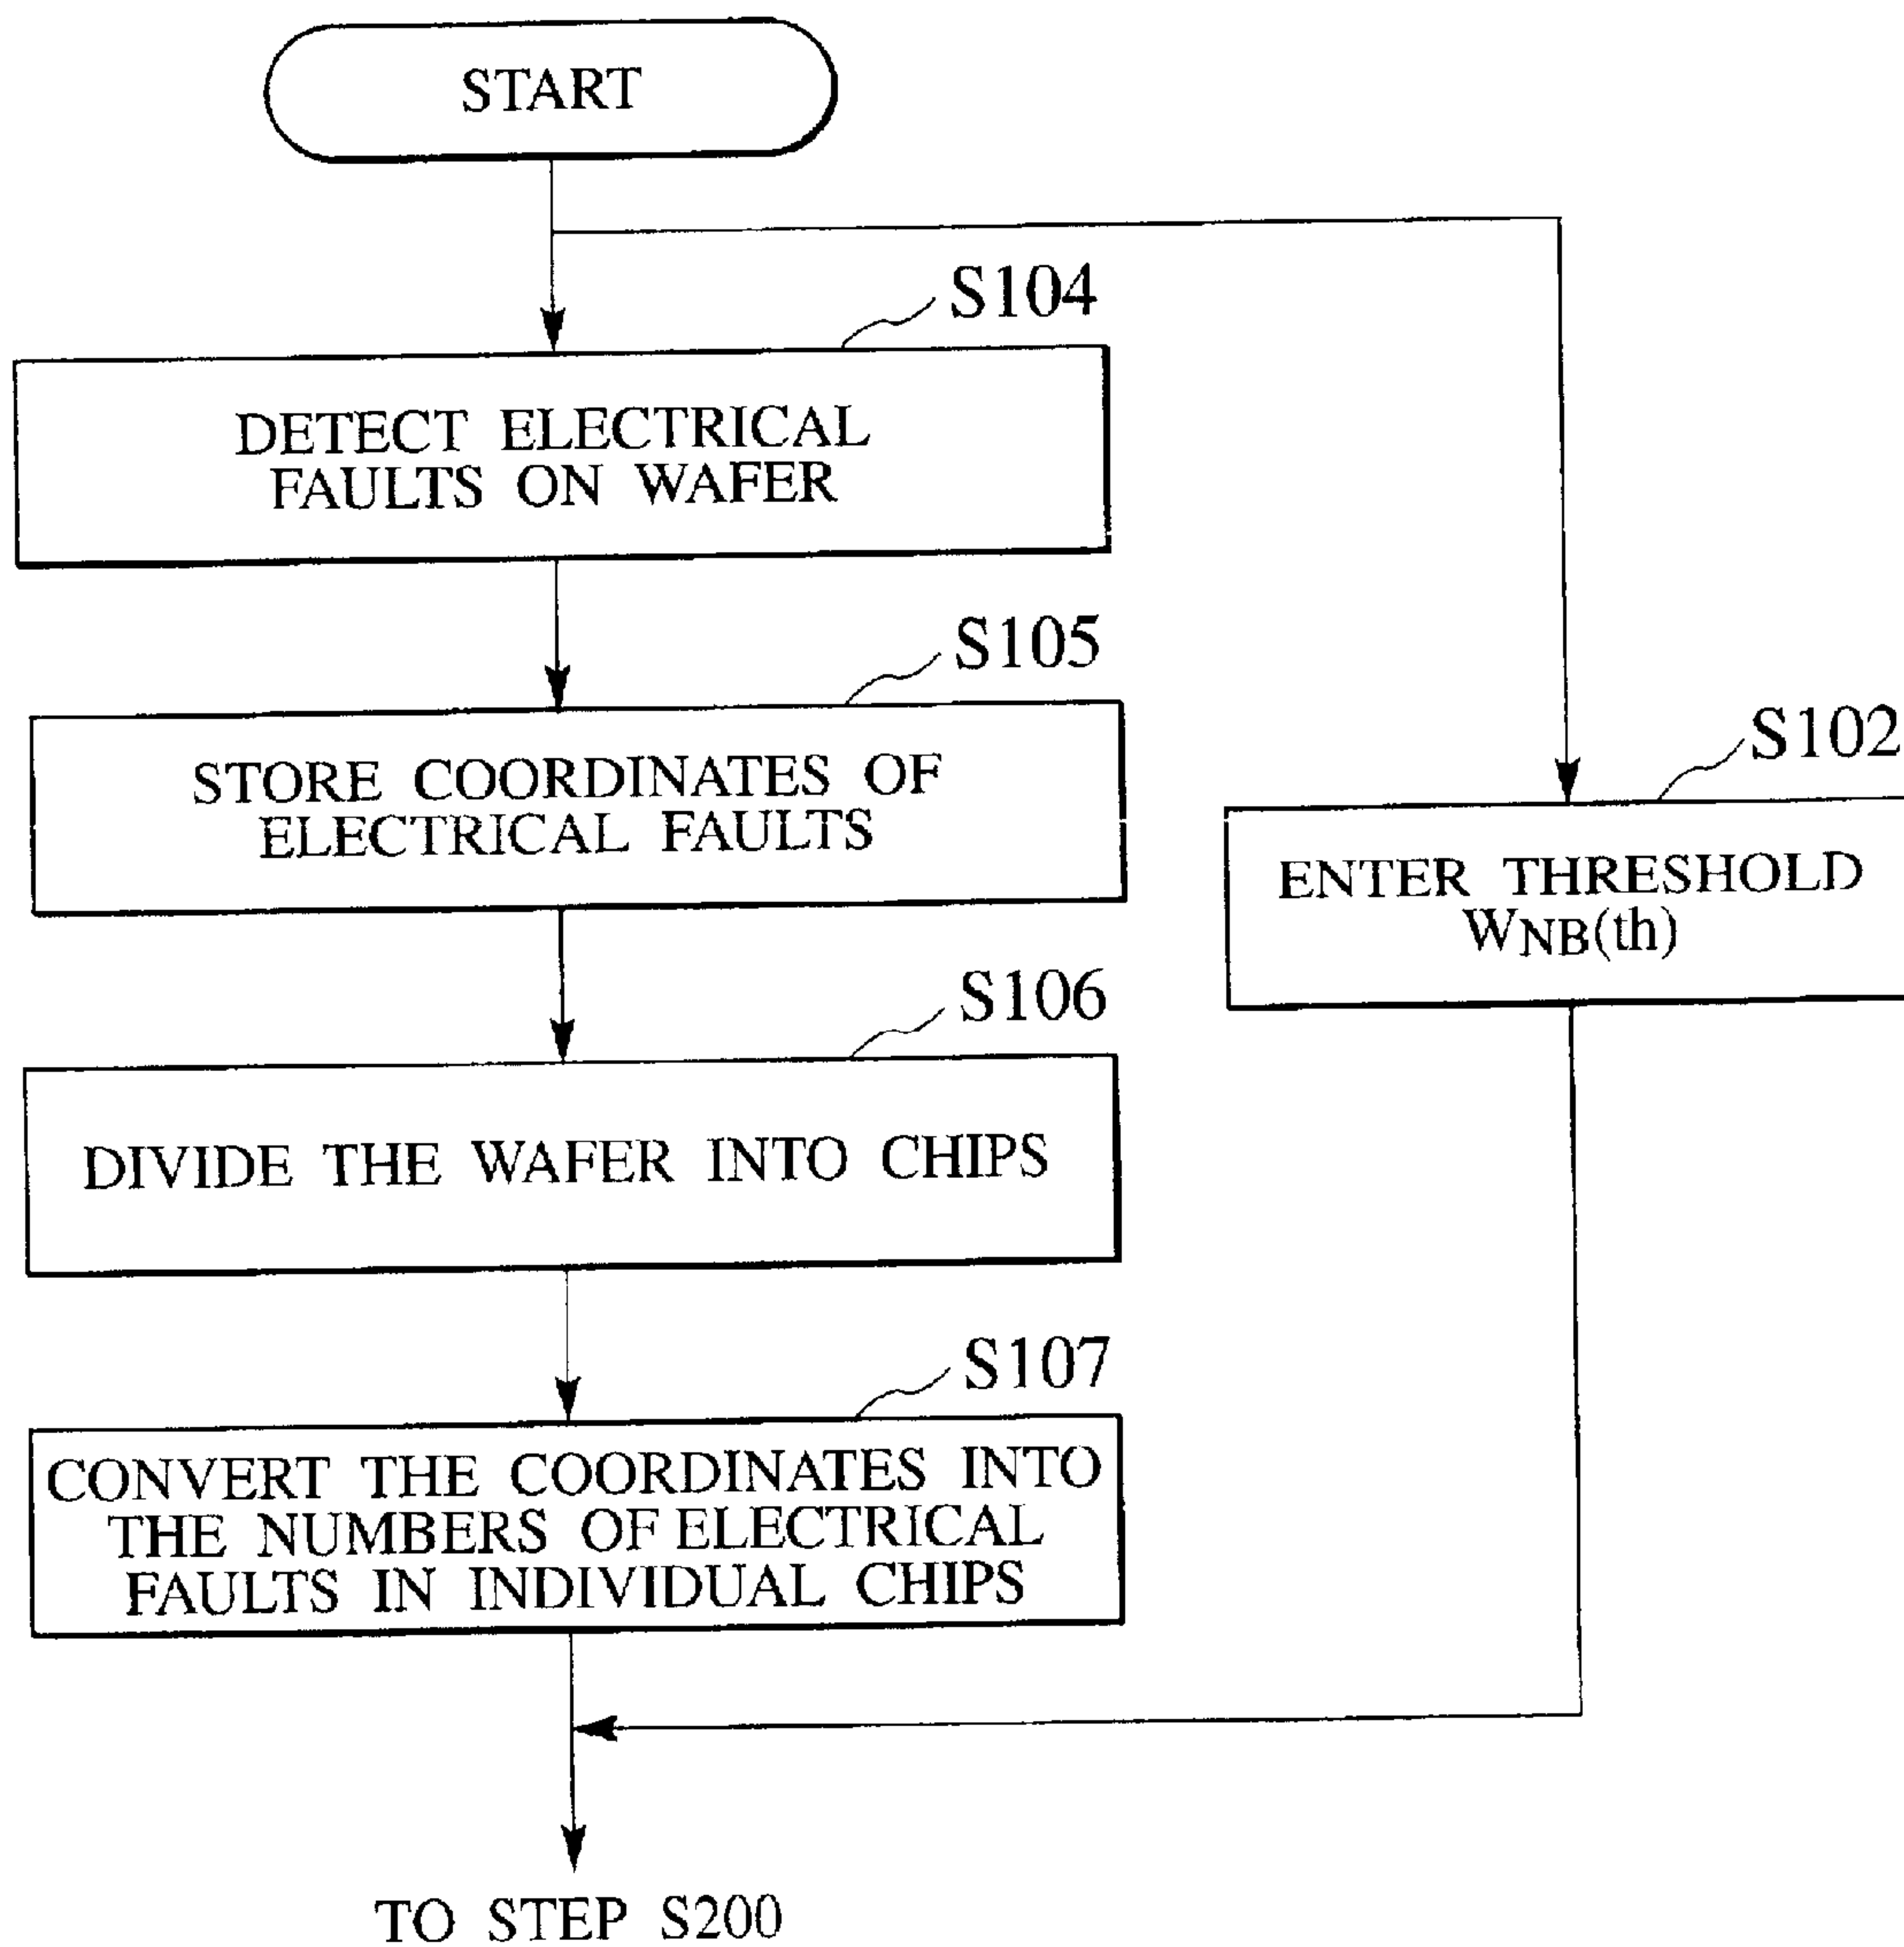 START
S104
DETECT ELECTRICAL
FAULTS ON WAFER
S105
STORE COORDINATES OF
ELECTRICAL FAULTS
S102
ENTER THRESHOLD
WNB(th)
S106
DIVIDE THE WAFER INTO CHIPS
S107
CONVERT THE COORDINATES INTO
THE NUMBERS OF ELECTRICAL
FAULTS IN INDIVIDUAL CHIPS
TO STEP S200